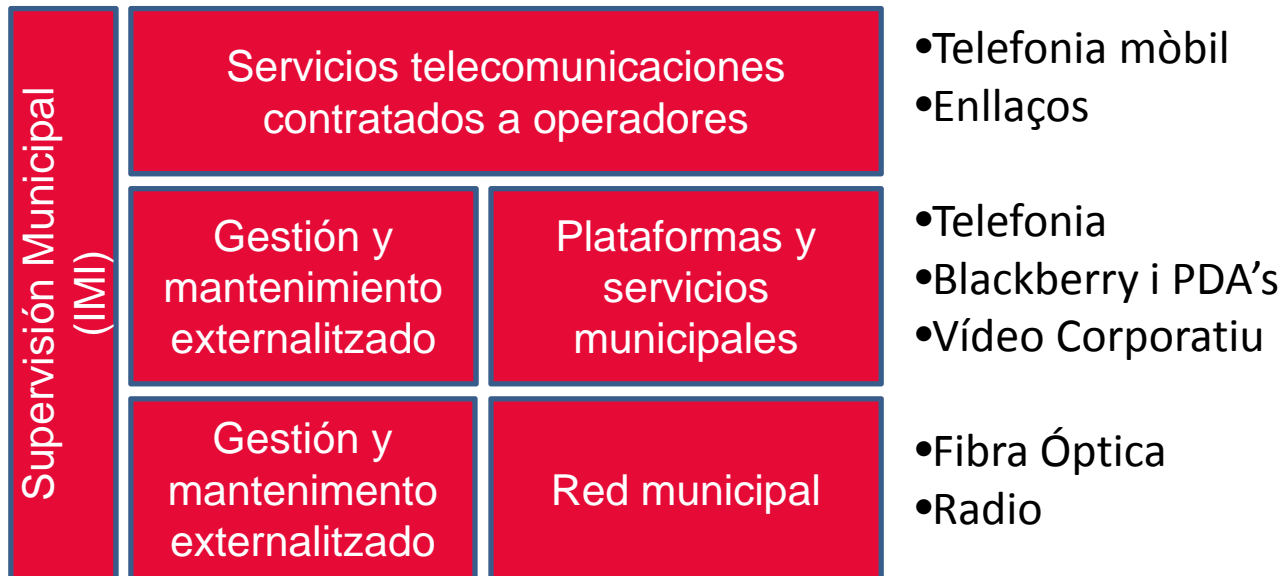 Supervisión Municipal
(IMI)
Servicios telecomunicaciones
contratados a operadores
•Telefonia mòbil
•Enllaços
Gestión y
mantenimiento
externalitzado
Plataformas y
servicios
municipales
•Telefonia
•Blackberry i PDA’s
•Vídeo Corporatiu
Gestión y
mantenimento
externalitzado
Red municipal
•Fibra Óptica
•Radio